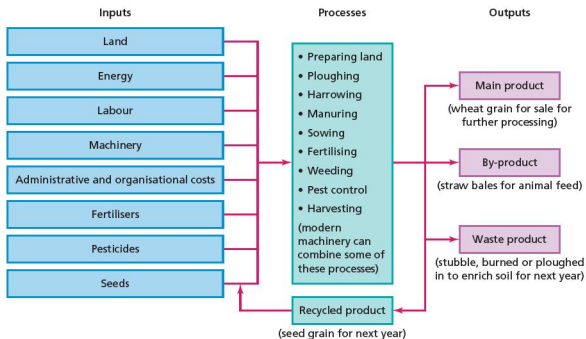 Inputs
Processes
Outputs
Land
Energy
Labour
Machinery
Administrative and organisational costs
Fertilisers
Pesticides
Seeds
• Preparing land
• Ploughing
• Harrowing
• Manuring
• Sowing
• Fertilising
• Weeding
• Pest control
• Harvesting
(modern
machinery can
combine some of
these processes)
Recycled product
(seed grain for next year)
Main product
(wheat grain for sale for
further processing)
By-product
(straw bales for animal feed)
Waste product
(stubble, burned or ploughed
in to enrich soil for next year)